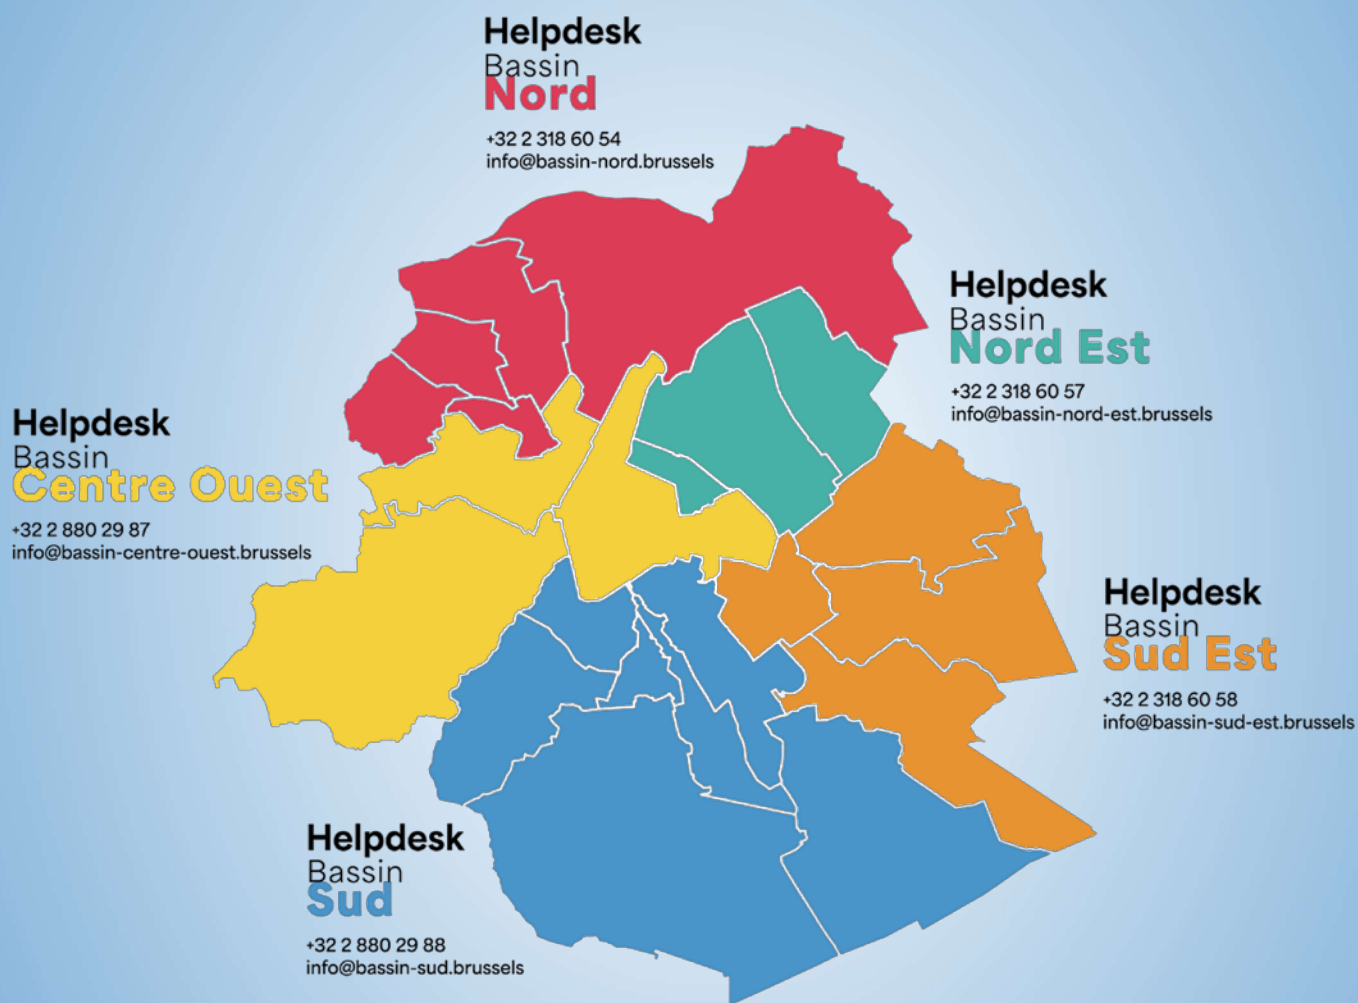 Helpdesk
Bassin
Nord
+32 2 318 60 54
info@bassin-nord.brussels
Helpdesk
Bassin
Nord Est
+32 2 318 60 57
info@bassin-nord-est.brussels
Helpdesk
Bassin
Centre Ouest
+32 2 880 29 87
info@bassin-centre-ouest.brussels
Helpdesk
Bassin
Sud Est
+32 2 318 60 58
info@bassin-sud-est.brussels
Helpdesk
Bassin
Sud
+32 2 880 29 88
info@bassin-sud.brussels